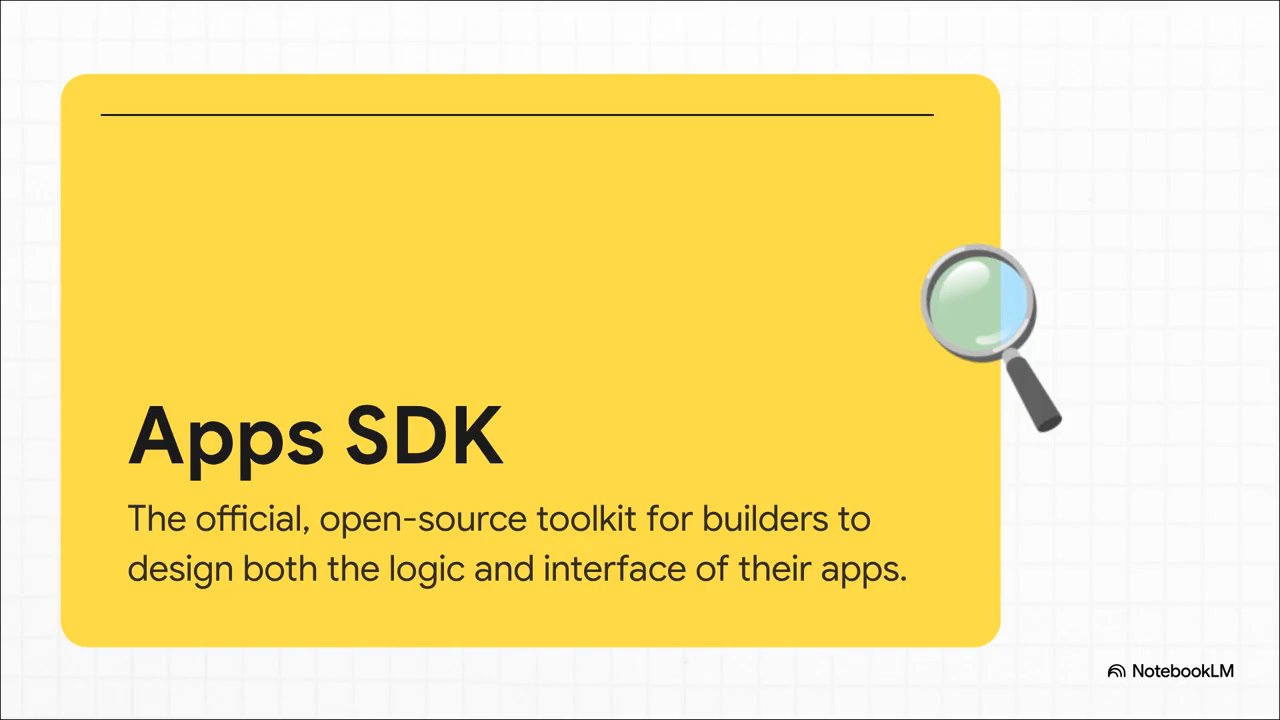 Apps SDK
The official, open-source toolkit for builders to
design both the logic and interface of their apps.
NotebookLM